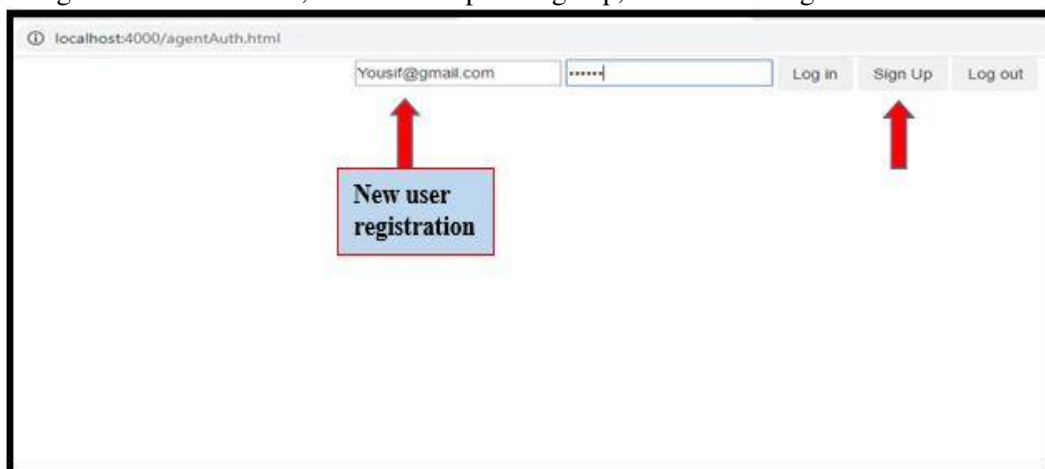 localhost:4000/agentAuth.html
Yousif@gmail.com •••••• Log in Sign Up Log out
New user
registration